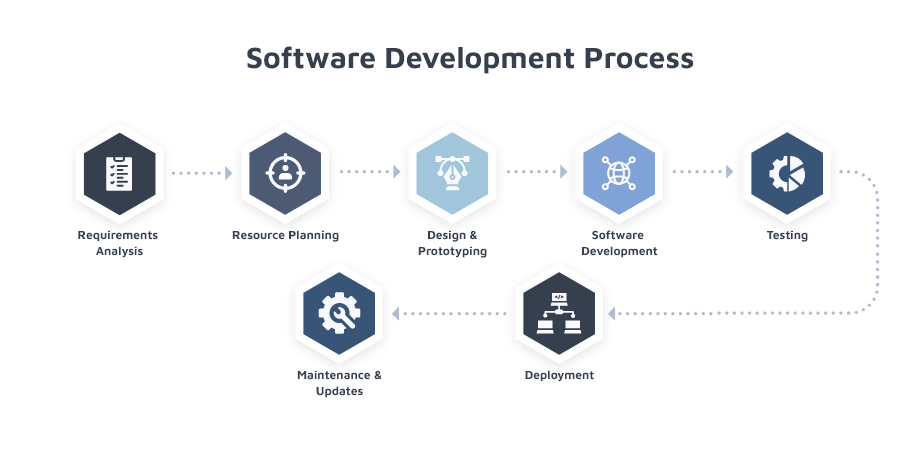 Software Development Process
Requirements
Analysis
Resource Planning
Design &
Prototyping
Software
Development
Testing
</>
Deployment
Maintenance &
Updates